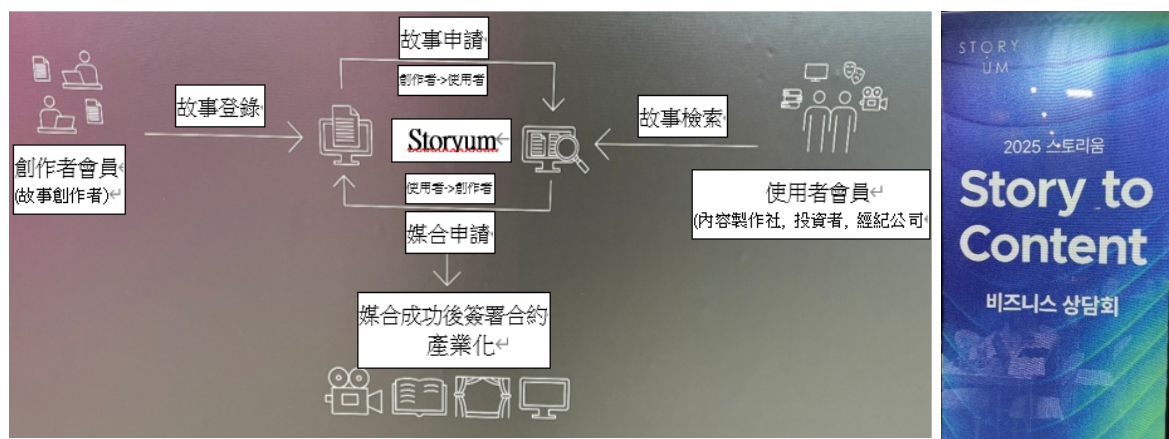 故事申請
創作者->使用者
故事登錄
Storyum
故事檢索
創作者會員
(故事創作者)
使用者->創作者
媒合申請
使用者會員
(內容製作社, 投資者, 經紀公司
媒合成功後簽署合約
產業化
STORY
UM
2025 스토리움
Story to
Content
비즈니스 상담회